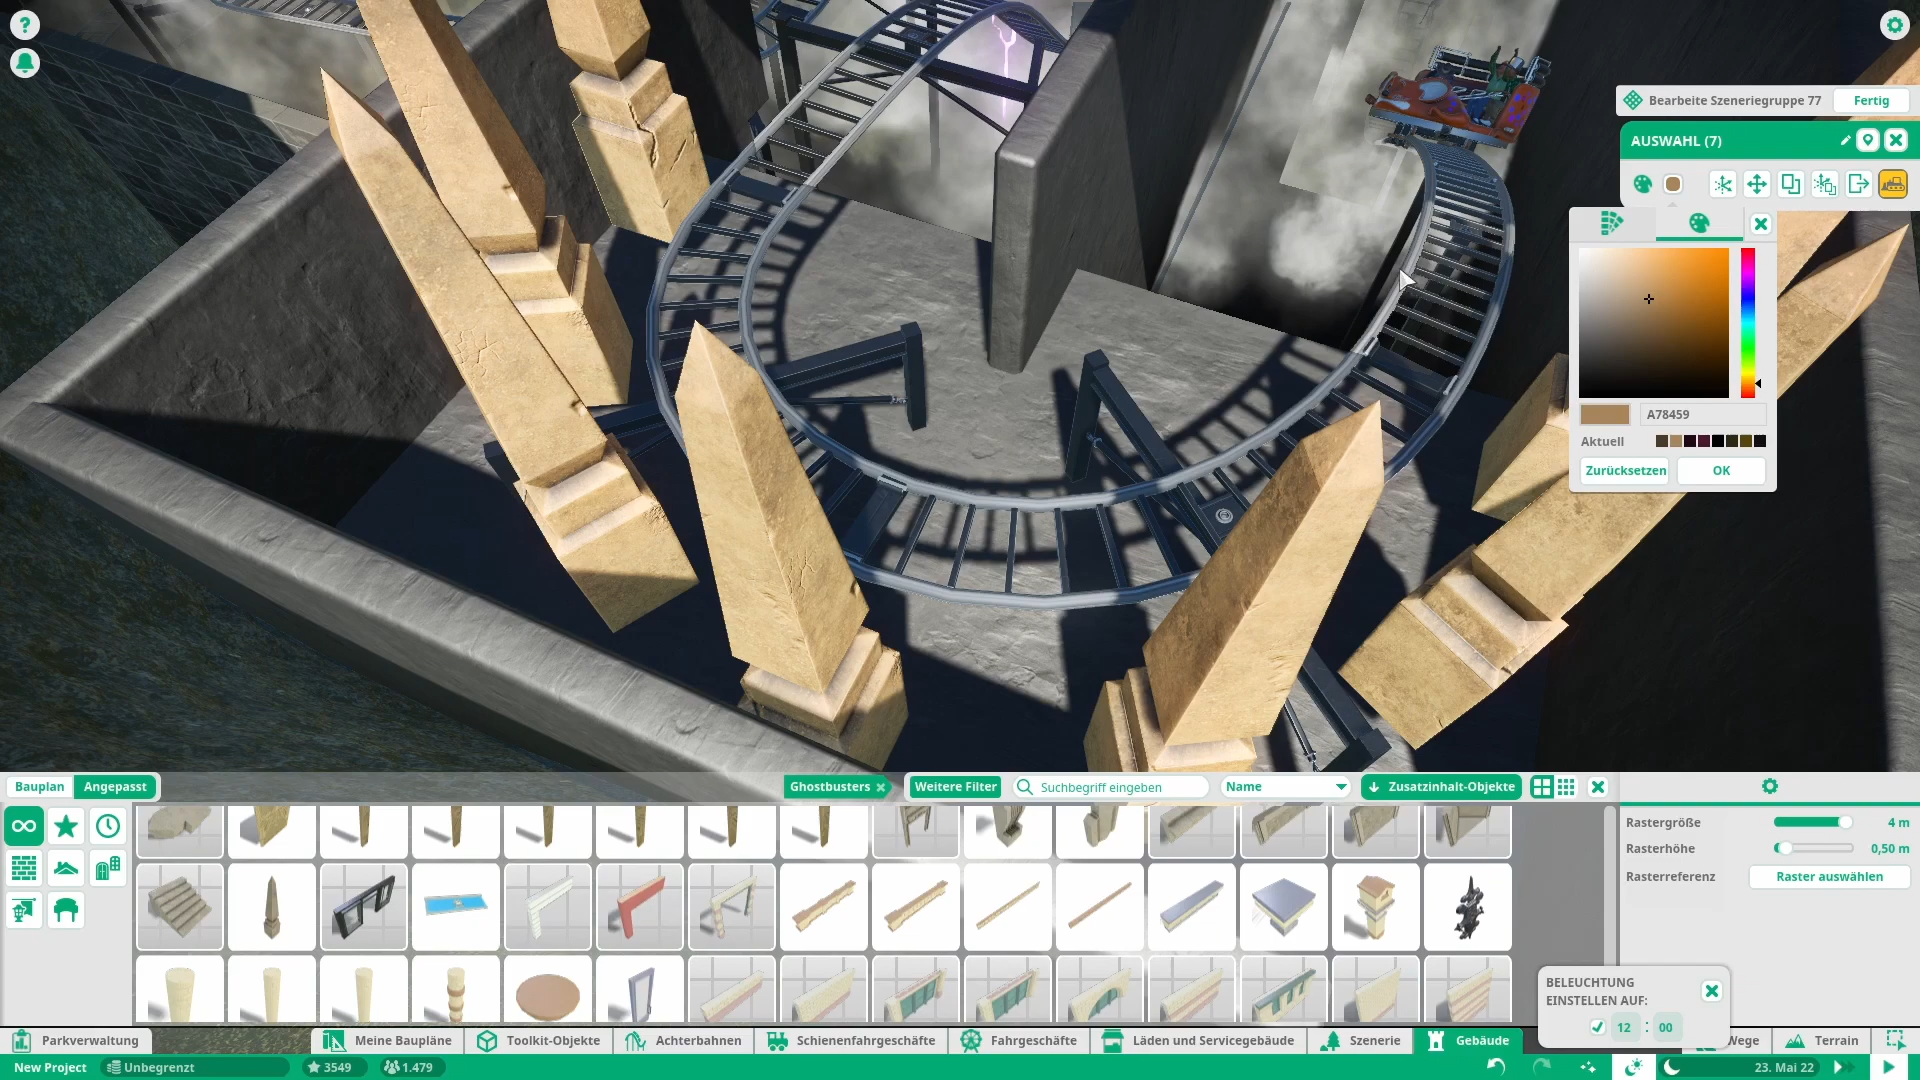 ?
Bearbeite Szeneriegruppe 77
Fertig
AUSWAHL (7)
A78459
Aktuell
Zurücksetzen
OK
Bauplan
Angepasst
Ghostbusters
Weitere Filter
Suchbegriff eingeben
Name
Zusatzinhalt-Objekte
Rastergröße
4 m
Rasterhöhe
0,50 m
Rasterreferenz
Raster auswählen
BELEUCHTUNG
EINSTELLEN AUF:
12 : 00
Parkverwaltung
Meine Baupläne
Toolkit-Objekte
Achterbahnen
Schienenfahrgeschäfte
Fahrgeschäfte
Läden und Servicegebäude
Szenerie
Gebäude
Wege
Terrain
New Project
Unbegrenzt
3549
1.479
23. Mai 22